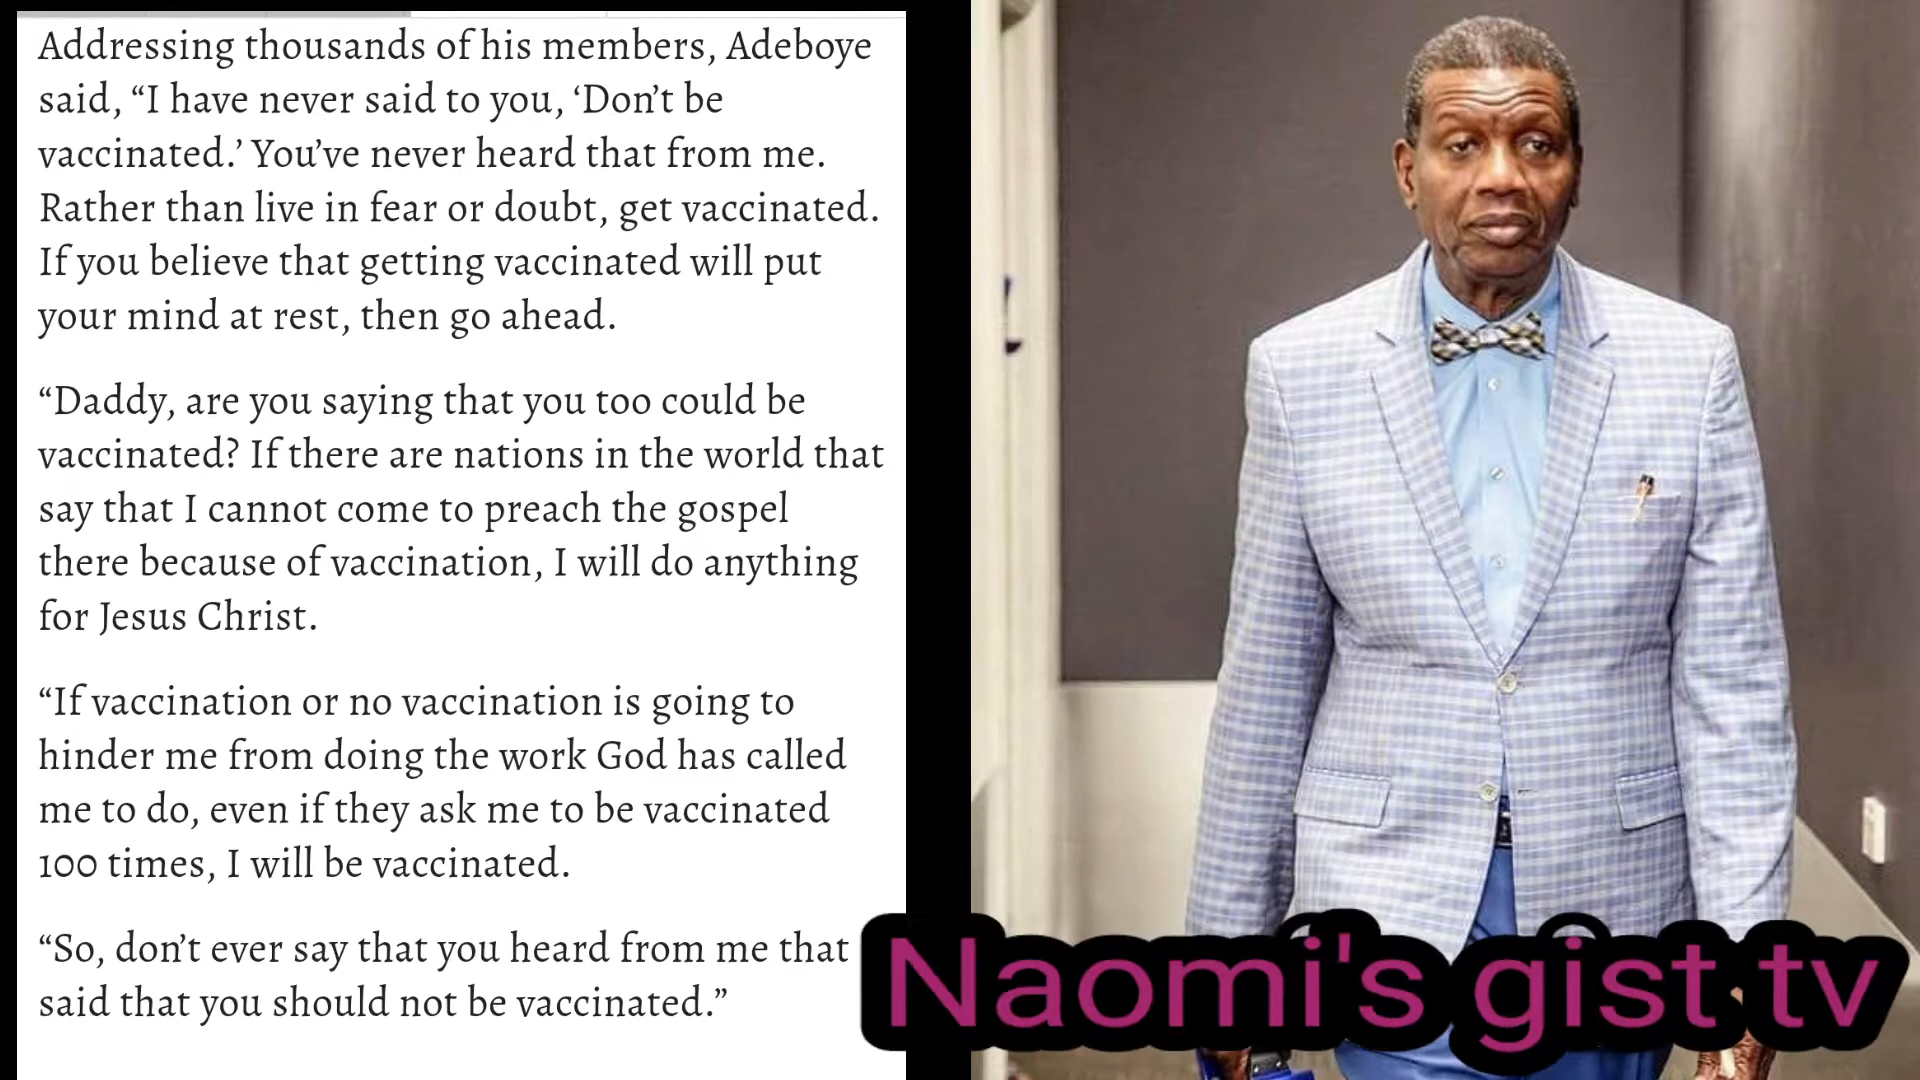 Addressing thousands of his members, Adeboye
said, “I have never said to you, ‘Don’t be
vaccinated.’ You’ve never heard that from me.
Rather than live in fear or doubt, get vaccinated.
If you believe that getting vaccinated will put
your mind at rest, then go ahead.
“Daddy, are you saying that you too could be
vaccinated? If there are nations in the world that
say that I cannot come to preach the gospel
there because of vaccination, I will do anything
for Jesus Christ.
“If vaccination or no vaccination is going to
hinder me from doing the work God has called
me to do, even if they ask me to be vaccinated
100 times, I will be vaccinated.
“So, don’t ever say that you heard from me that
said that you should not be vaccinated.”
Naomi's gist tv